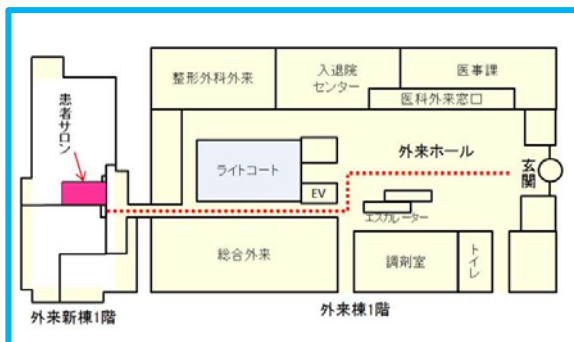 整形外科外来
入退院
センター
医事課
医科外来窓口
患者サロン
ライトコート
EV
外来ホール
玄関
エスカレーター
総合外来
調剤室
トイレ
外来新棟1階
外来棟1階